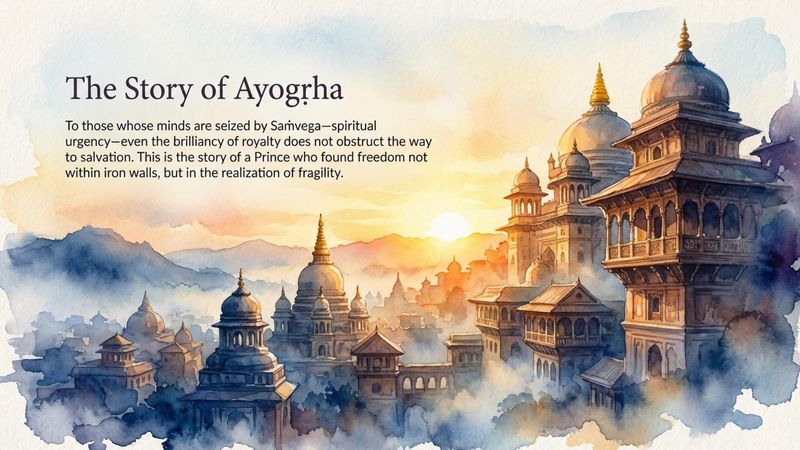 The Story of Ayogṛha
To those whose minds are seized by Saṁvega—spiritual
urgency—even the brilliancy of royalty does not obstruct the way
to salvation. This is the story of a Prince who found freedom not
within iron walls, but in the realization of fragility.